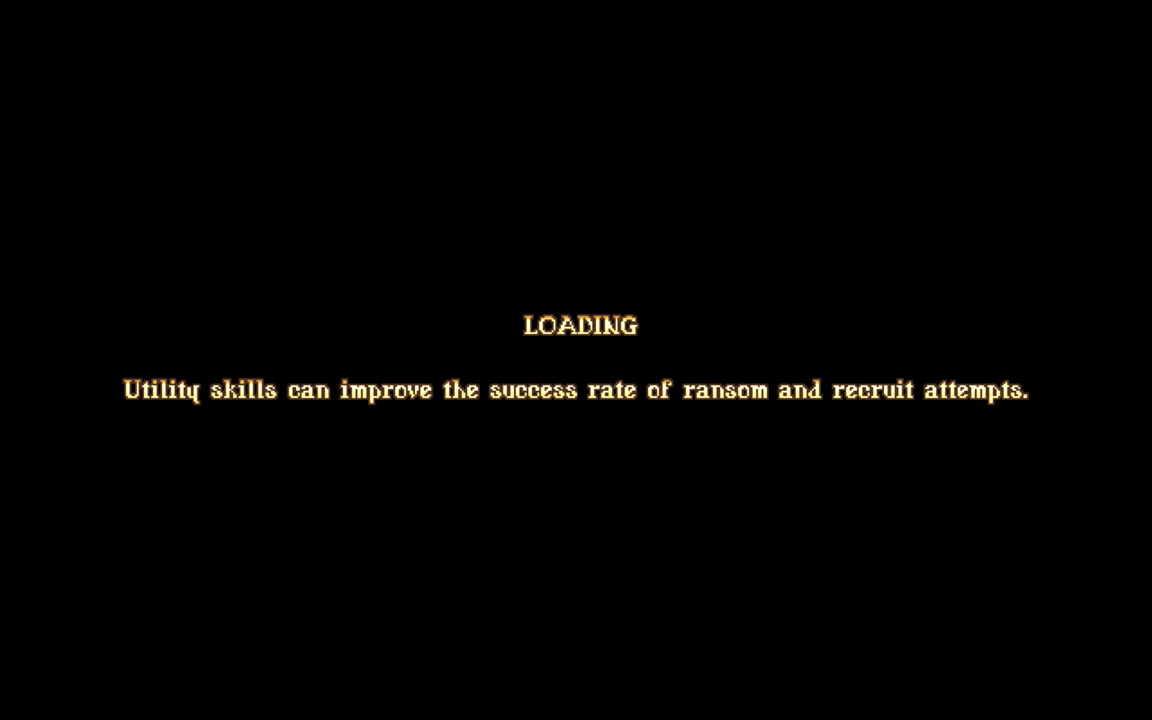 LOADING
Utility skills can improve the success rate of ransom and recruit attempts.